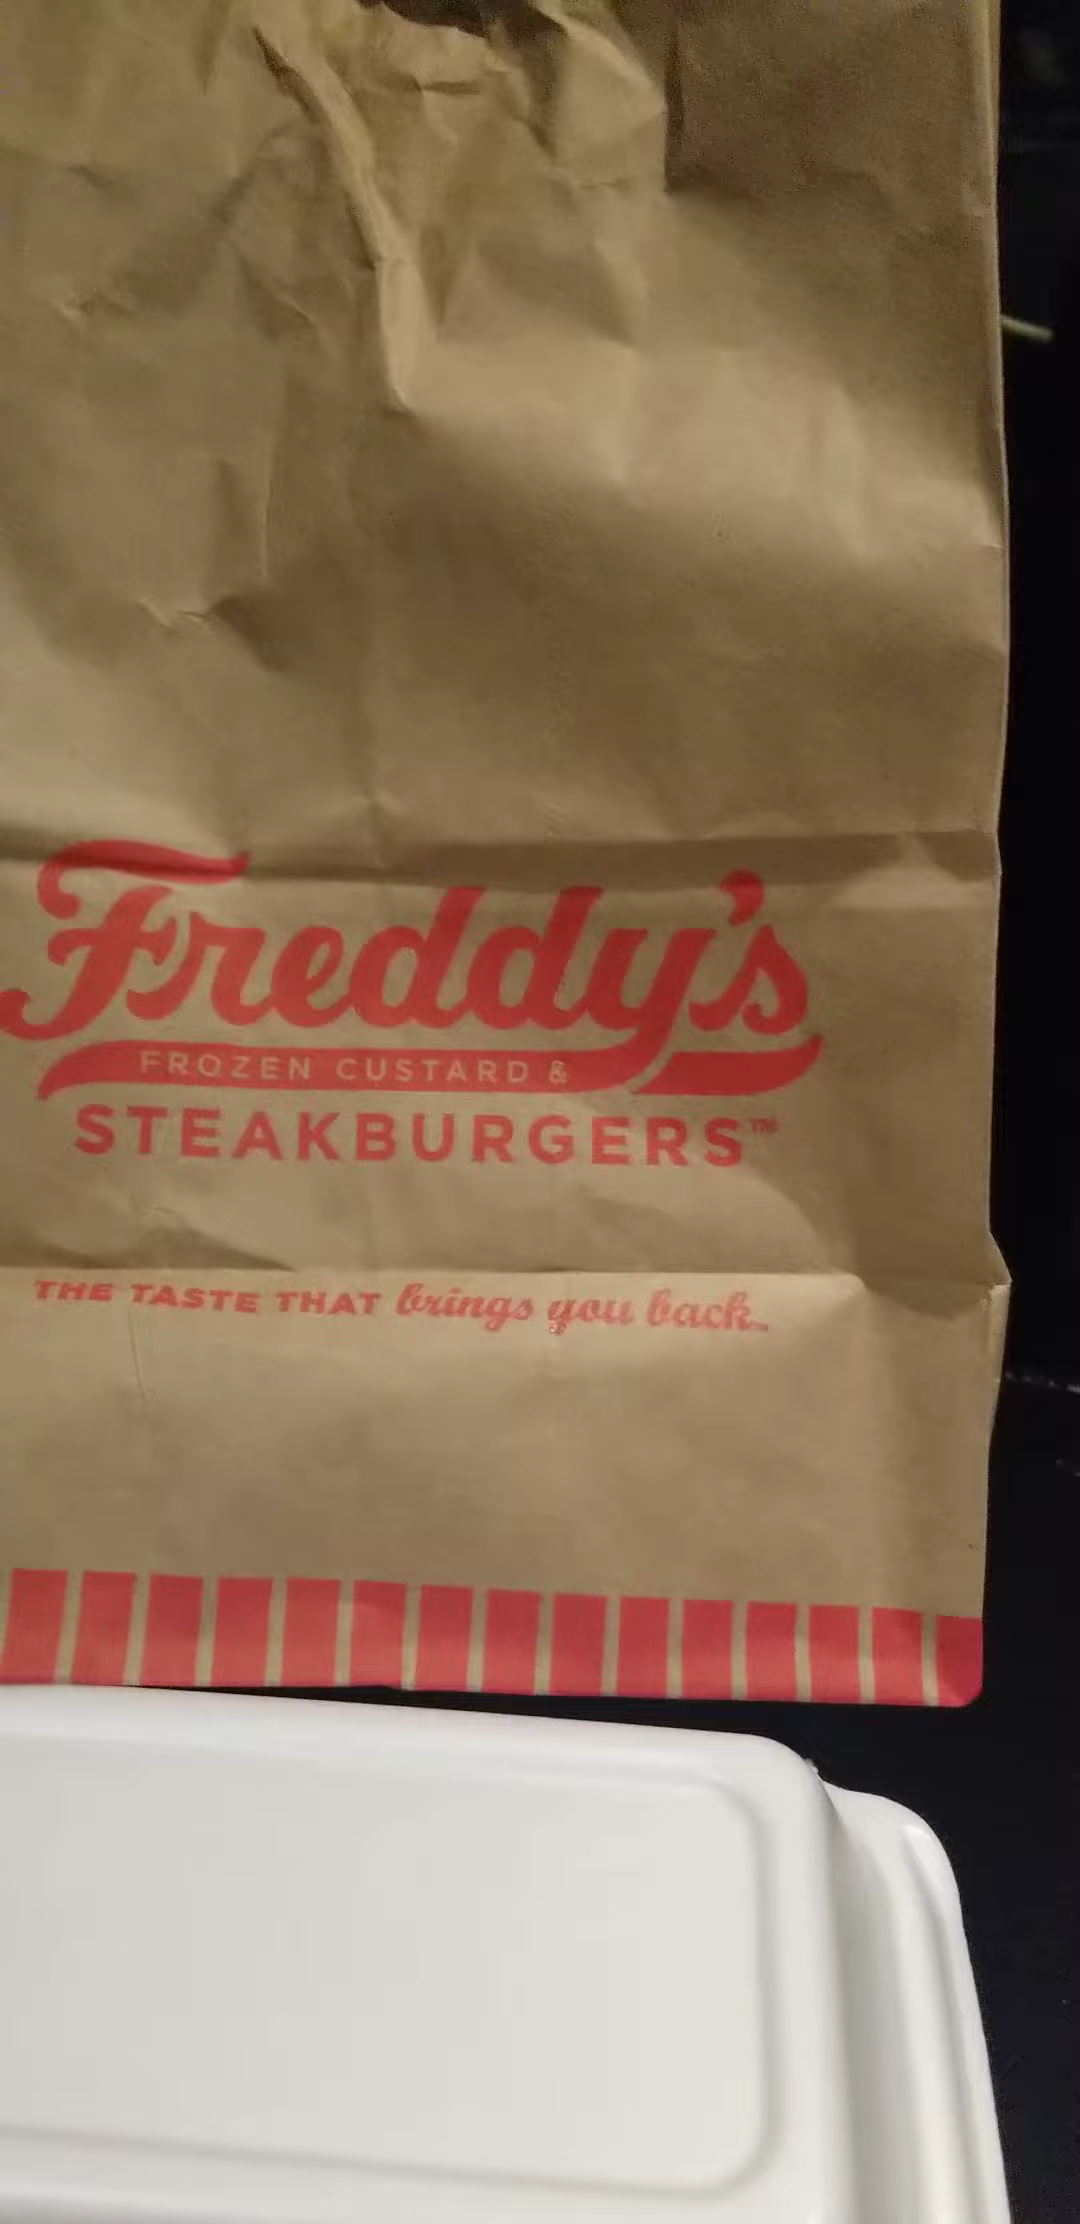 Freddy's
FROZEN CUSTARD &
STEAKBURGERS™
THE TASTE THAT brings you back.